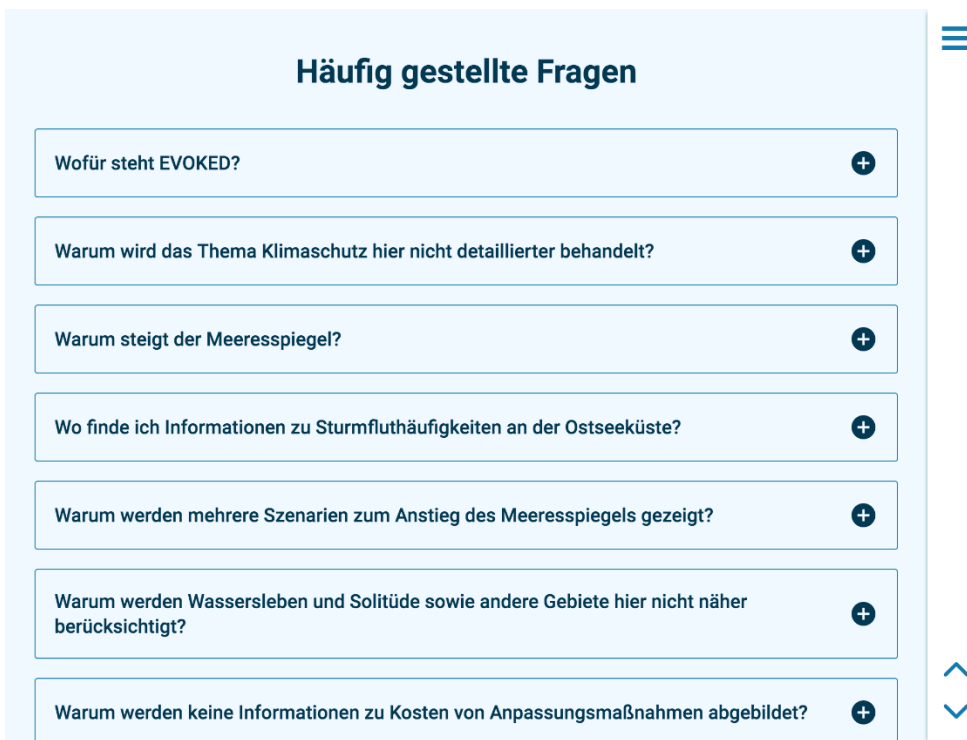 Häufig gestellte Fragen
Wofür steht EVOKED?
Warum wird das Thema Klimaschutz hier nicht detaillierter behandelt?
Warum steigt der Meeresspiegel?
Wo finde ich Informationen zu Sturmfluthäufigkeiten an der Ostseeküste?
Warum werden mehrere Szenarien zum Anstieg des Meeresspiegels gezeigt?
Warum werden Wassersleben und Solitüde sowie andere Gebiete hier nicht näher
berücksichtigt?
Warum werden keine Informationen zu Kosten von Anpassungsmaßnahmen abgebildet?